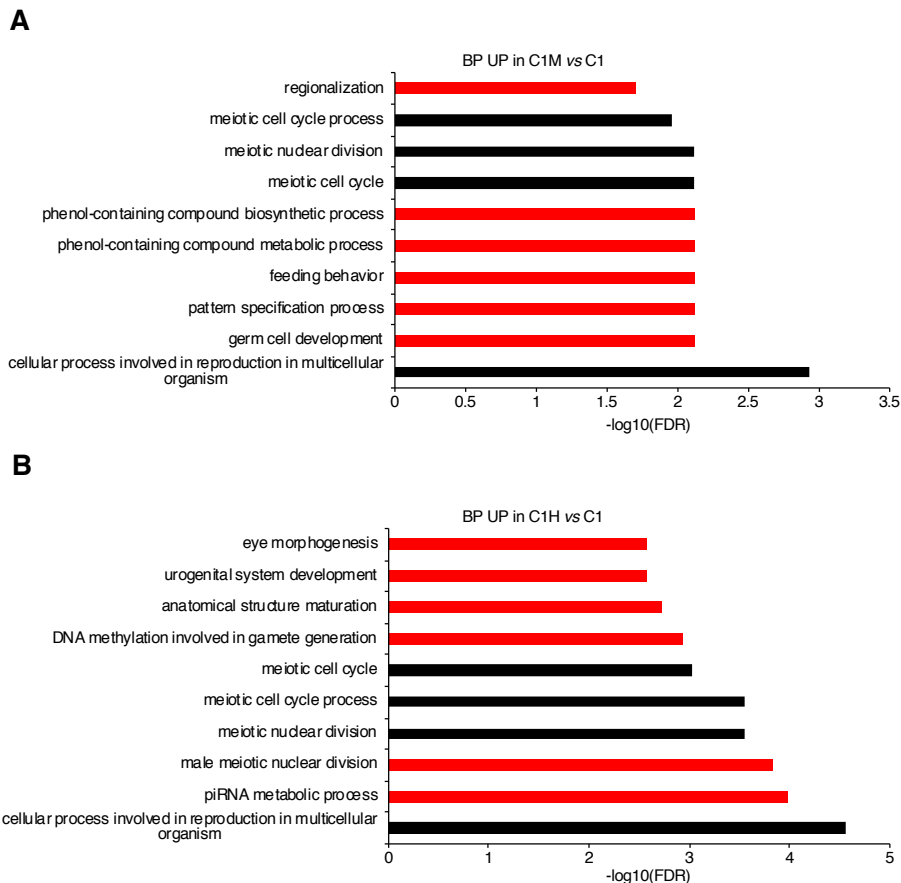 A
BP UP in C1M vs C1
regionalization
meiotic cell cycle process
meiotic nuclear division
meiotic cell cycle
phenol-containing compound biosynthetic process
phenol-containing compound metabolic process
feeding behavior
pattern specification process
germ cell development
cellular process involved in reproduction in multicellular
organism
0 0.5 1 1.5 2 2.5 3 3.5
-log10(FDR)
B
BP UP in C1H vs C1
eye morphogenesis
urogenital system development
anatomical structure maturation
DNA methylation involved in gamete generation
meiotic cell cycle
meiotic cell cycle process
meiotic nuclear division
male meiotic nuclear division
piRNA metabolic process
cellular process involved in reproduction in multicellular
organism
0 1 2 3 4 5
-log10(FDR)